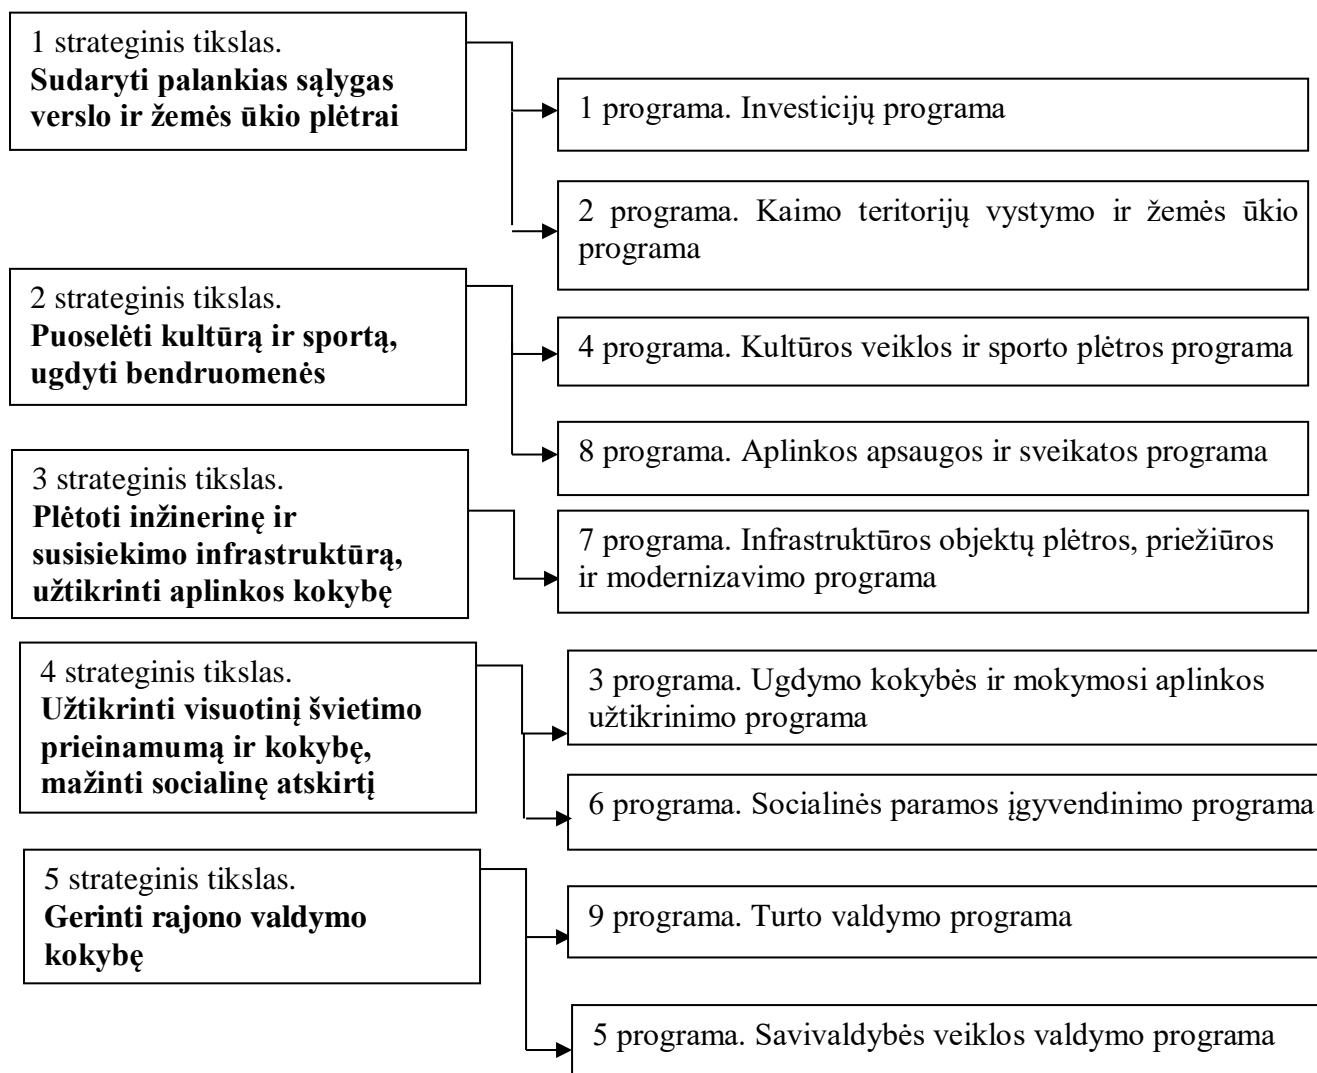 1 strateginis tikslas.
Sudaryti palankias sąlygas
verslo ir žemės ūkio plėtrai
1 programa. Investicijų programa
2 programa. Kaimo teritorijų vystymo ir žemės ūkio
programa
2 strateginis tikslas.
Puoselėti kultūrą ir sportą,
ugdyti bendruomenės
4 programa. Kultūros veiklos ir sporto plėtros programa
8 programa. Aplinkos apsaugos ir sveikatos programa
3 strateginis tikslas.
Plėtoti inžinerinę ir
susisiekimo infrastruktūrą,
užtikrinti aplinkos kokybę
7 programa. Infrastruktūros objektų plėtros, priežiūros
ir modernizavimo programa
4 strateginis tikslas.
Užtikrinti visuotinį švietimo
prieinamumą ir kokybę,
mažinti socialinę atskirtį
3 programa. Ugdymo kokybės ir mokymosi aplinkos
užtikrinimo programa
6 programa. Socialinės paramos įgyvendinimo programa
5 strateginis tikslas.
Gerinti rajono valdymo
kokybę
9 programa. Turto valdymo programa
5 programa. Savivaldybės veiklos valdymo programa